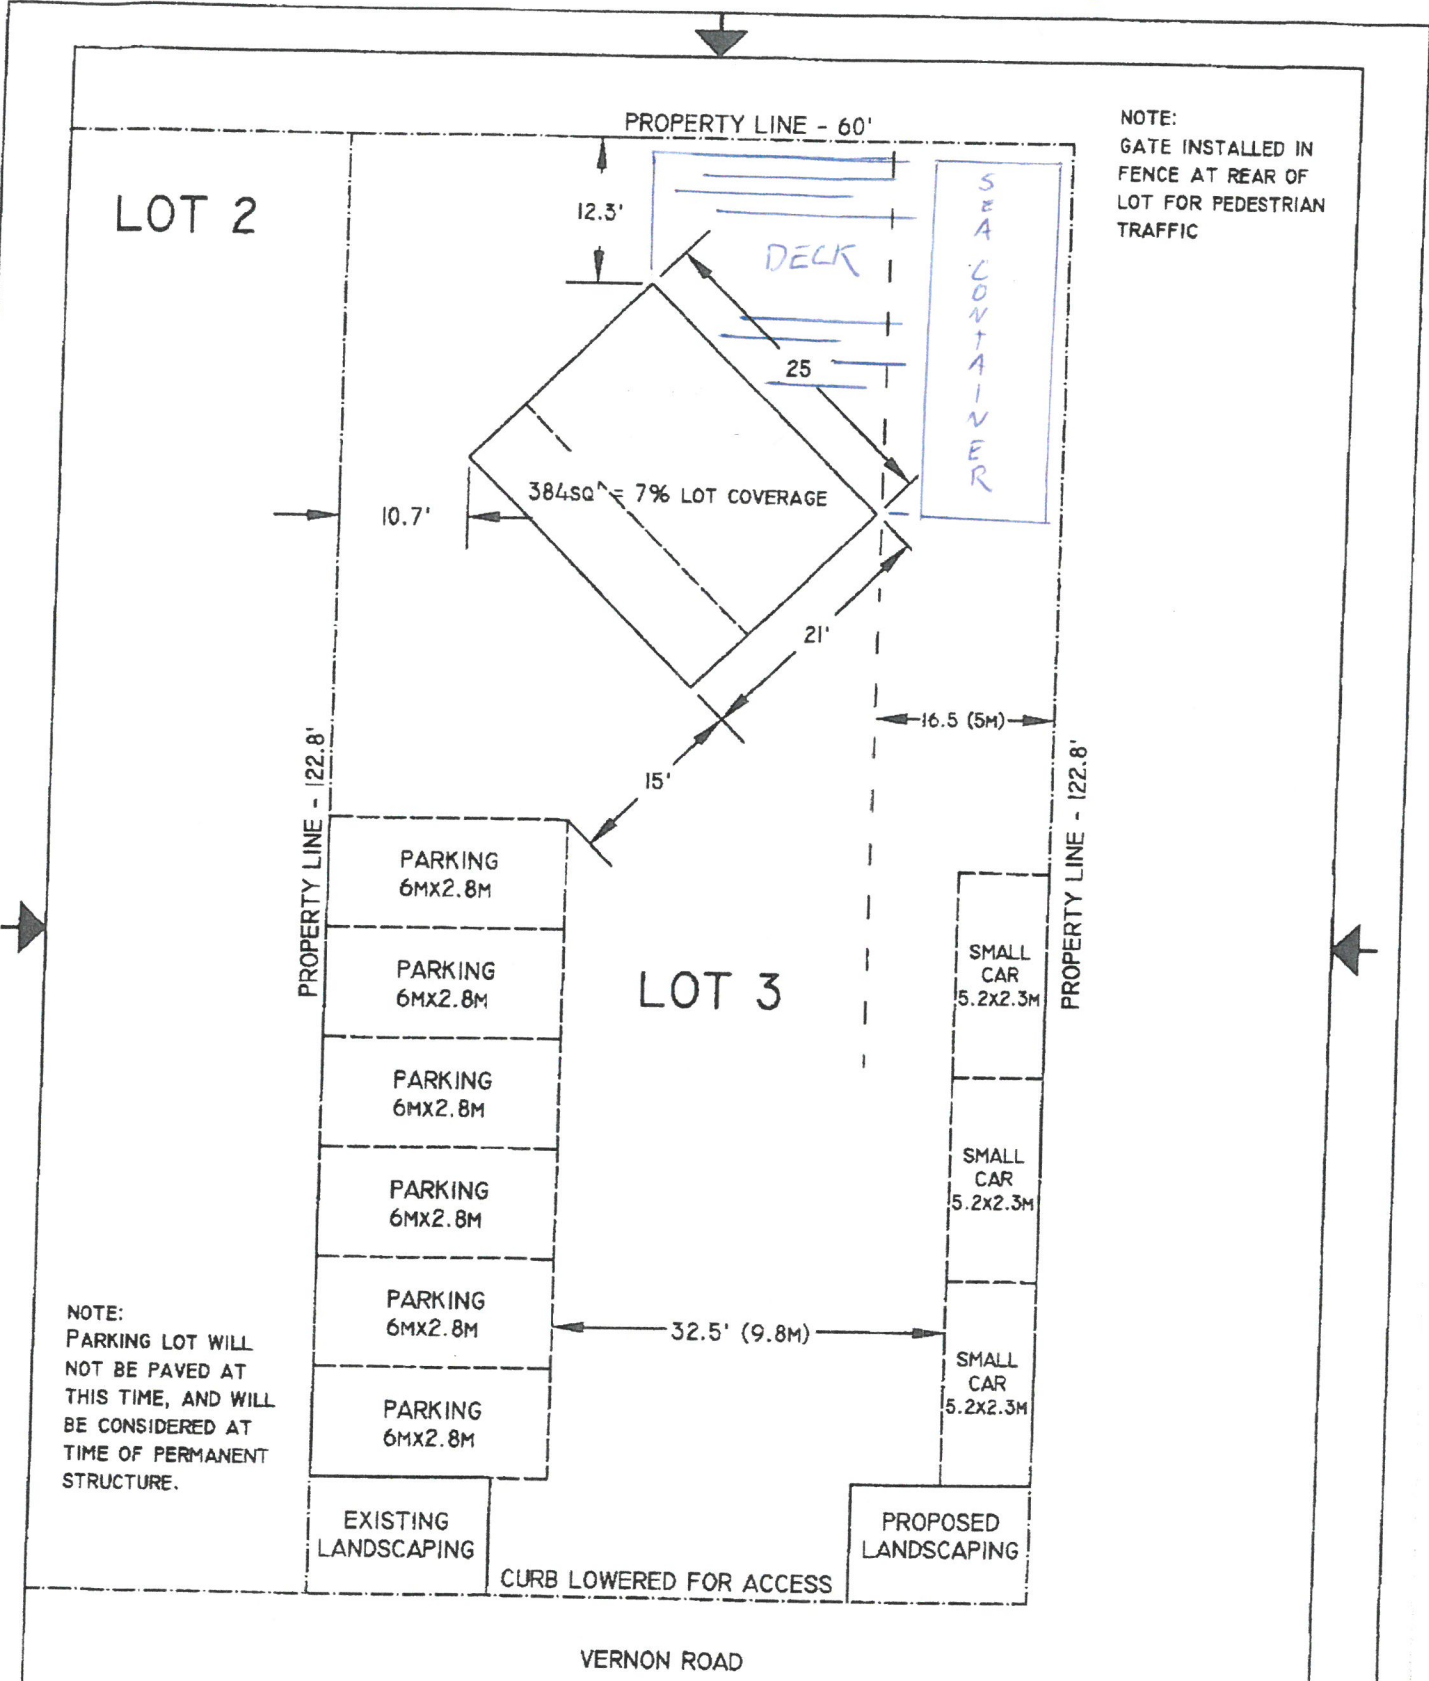 PROPERTY LINE - 60'
NOTE:
GATE INSTALLED IN
FENCE AT REAR OF
LOT FOR PEDESTRIAN
TRAFFIC
LOT 2
12.3'
DECK
SEA CONTAINER
25
384SQ' = 7% LOT COVERAGE
10.7'
21'
16.5 (5M)
15'
PROPERTY LINE - 122.8'
PROPERTY LINE - 122.8'
PARKING
6MX2.8M
PARKING
6MX2.8M
PARKING
6MX2.8M
PARKING
6MX2.8M
PARKING
6MX2.8M
PARKING
6MX2.8M
LOT 3
SMALL
CAR
5.2X2.3M
SMALL
CAR
5.2X2.3M
SMALL
CAR
5.2X2.3M
32.5' (9.8M)
NOTE:
PARKING LOT WILL
NOT BE PAVED AT
THIS TIME, AND WILL
BE CONSIDERED AT
TIME OF PERMANENT
STRUCTURE.
EXISTING
LANDSCAPING
PROPOSED
LANDSCAPING
CURB LOWERED FOR ACCESS
VERNON ROAD